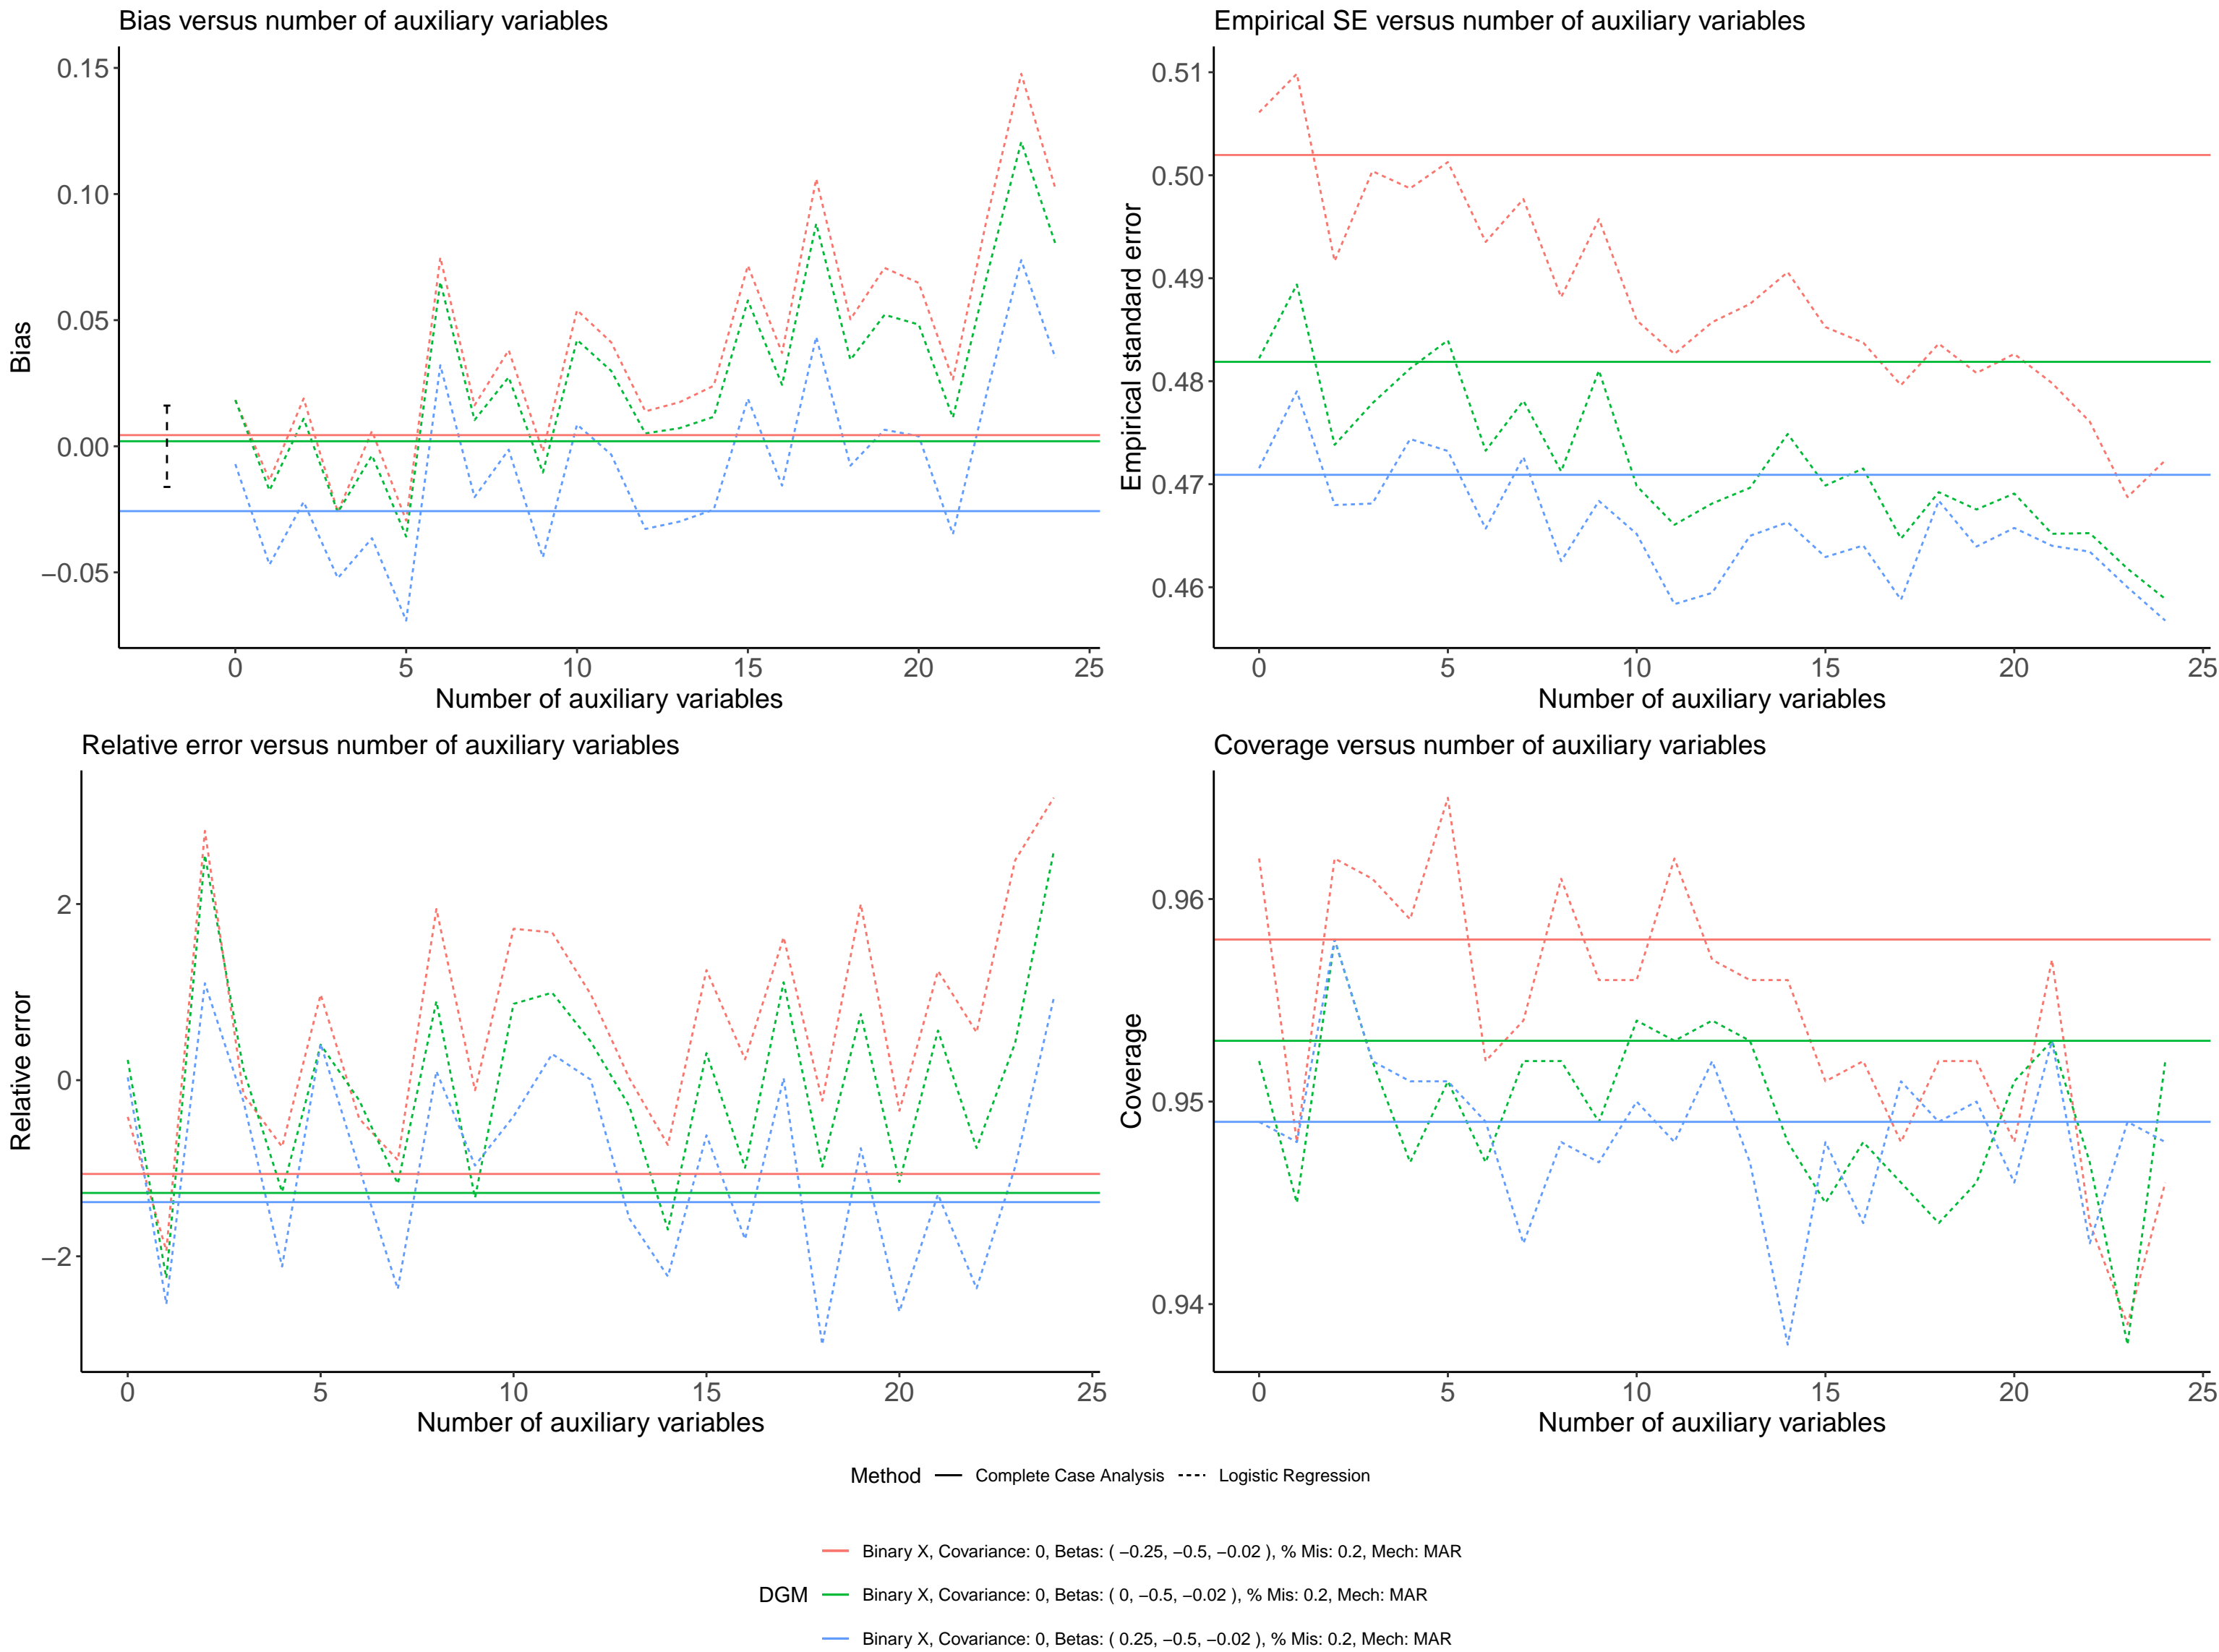 Bias versus number of auxiliary variables
0.15
0.10
0.05
0.00
−0.05
Bias
0 5 10 15 20 25
Number of auxiliary variables
Empirical SE versus number of auxiliary variables
0.51
0.50
0.49
0.48
0.47
0.46
Empirical standard error
0 5 10 15 20 25
Number of auxiliary variables
Relative error versus number of auxiliary variables
2
0
−2
Relative error
0 5 10 15 20 25
Number of auxiliary variables
Coverage versus number of auxiliary variables
0.96
0.95
0.94
Coverage
0 5 10 15 20 25
Number of auxiliary variables
Method Complete Case Analysis Logistic Regression
Binary X, Covariance: 0, Betas: ( −0.25, −0.5, −0.02 ), % Mis: 0.2, Mech: MAR
DGM Binary X, Covariance: 0, Betas: ( 0, −0.5, −0.02 ), % Mis: 0.2, Mech: MAR
Binary X, Covariance: 0, Betas: ( 0.25, −0.5, −0.02 ), % Mis: 0.2, Mech: MAR